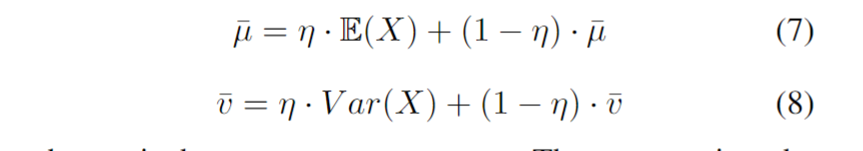 μ̄ = η · 𝔼(X) + (1 − η) · μ̄ (7)
v̄ = η · Var(X) + (1 − η) · v̄ (8)